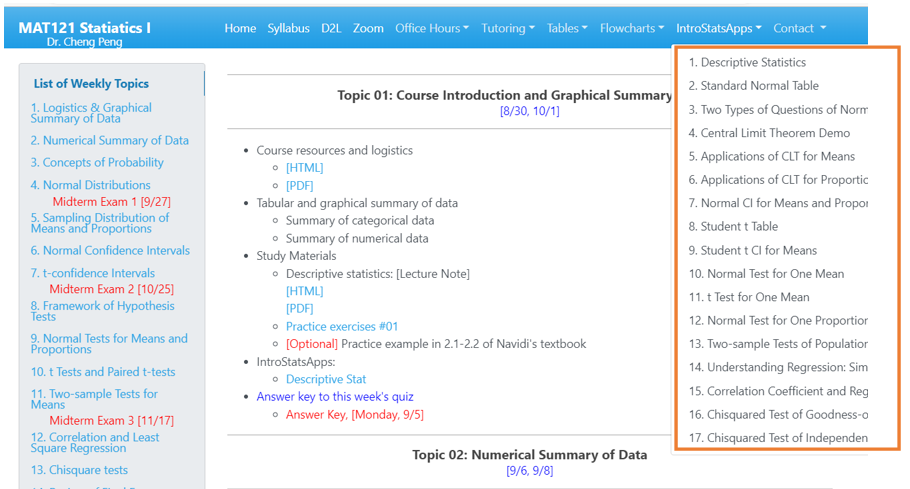 MAT121 Statiatics I
Dr. Cheng Peng
Home Syllabus D2L Zoom Office Hours Tutoring Tables Flowcharts IntroStatsApps Contact
List of Weekly Topics
1. Logistics & Graphical
Summary of Data
2. Numerical Summary of Data
3. Concepts of Probability
4. Normal Distributions
Midterm Exam 1 [9/27]
5. Sampling Distribution of
Means and Proportions
6. Normal Confidence Intervals
7. t-confidence Intervals
Midterm Exam 2 [10/25]
8. Framework of Hypothesis
Tests
9. Normal Tests for Means and
Proportions
10. t Tests and Paired t-tests
11. Two-sample Tests for
Means
Midterm Exam 3 [11/17]
12. Correlation and Least
Square Regression
13. Chisquare tests
Topic 01: Course Introduction and Graphical Summary
[8/30, 10/1]
Course resources and logistics
[HTML]
[PDF]
Tabular and graphical summary of data
Summary of categorical data
Summary of numerical data
Study Materials
Descriptive statistics: [Lecture Note]
[HTML]
[PDF]
Practice exercises #01
[Optional] Practice example in 2.1-2.2 of Navidi's textbook
IntroStatsApps:
Descriptive Stat
Answer key to this week's quiz
Answer Key, [Monday, 9/5]
Topic 02: Numerical Summary of Data
[9/6, 9/8]
1. Descriptive Statistics
2. Standard Normal Table
3. Two Types of Questions of Norm
4. Central Limit Theorem Demo
5. Applications of CLT for Means
6. Applications of CLT for Proportic
7. Normal CI for Means and Propor
8. Student t Table
9. Student t CI for Means
10. Normal Test for One Mean
11. t Test for One Mean
12. Normal Test for One Proportior
13. Two-sample Tests of Population
14. Understanding Regression: Sim
15. Correlation Coefficient and Reg
16. Chisquared Test of Goodness-o
17. Chisquared Test of Independen